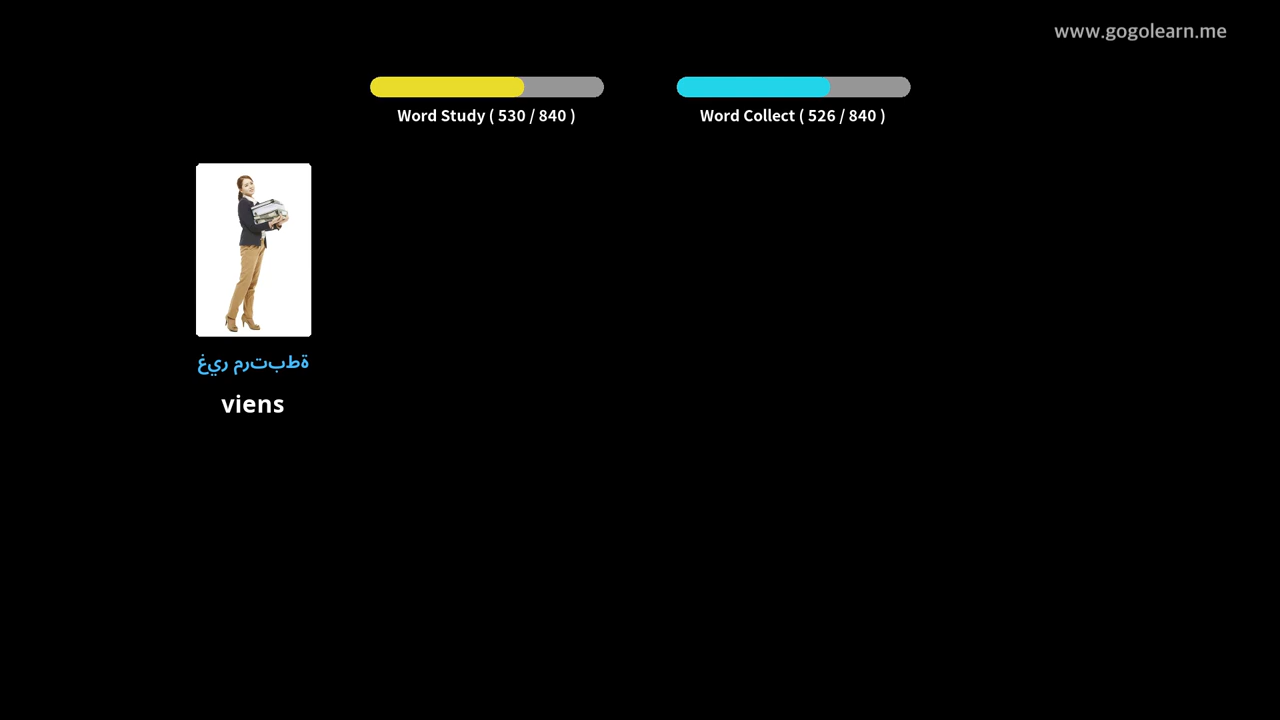 www.gogolearn.me
Word Study ( 530 / 840 )
Word Collect ( 526 / 840 )
غير مرتبطة
viens